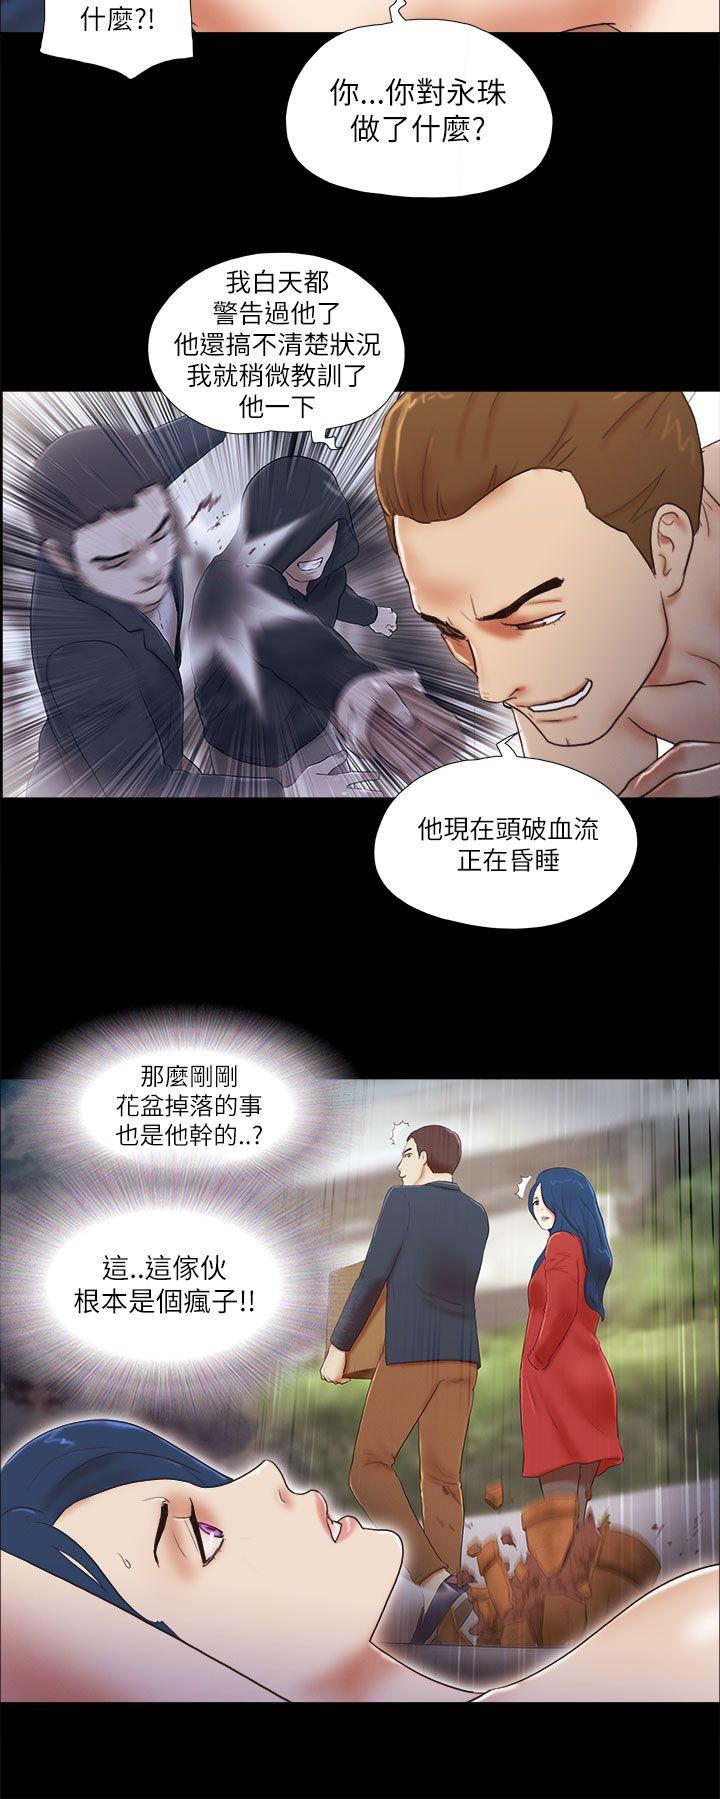 什麼?!
你...你對永珠
做了什麼?
我白天都
警告過他了
他還搞不清楚狀況
我就稍微教訓了
他一下
他現在頭破血流
正在昏睡
那麼剛剛
花盆掉落的事
也是他幹的..?
這..這傢伙
根本是個瘋子!!